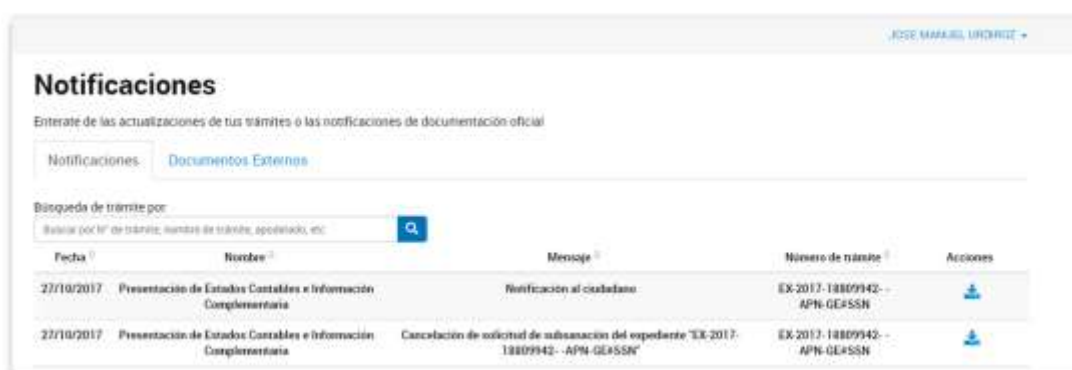 JOSE MANUEL URDIROZ
Notificaciones
Enterate de las actualizaciones de tus trámites o las notificaciones de documentación oficial
Notificaciones Documentos Externos
Búsqueda de trámite por
Buscar por N° de trámite, nombre de trámite, apoderado, etc
Fecha Nombre Mensaje Número de trámite Acciones
27/10/2017 Presentación de Estados Contables e Información Notificación al ciudadano EX-2017-18809942- -
Complementaria APN-GE#SSN
27/10/2017 Presentación de Estados Contables e Información Cancelación de solicitud de subsanación del expediente "EX-2017- EX-2017-18809942- -
Complementaria 18809942- -APN-GE#SSN" APN-GE#SSN